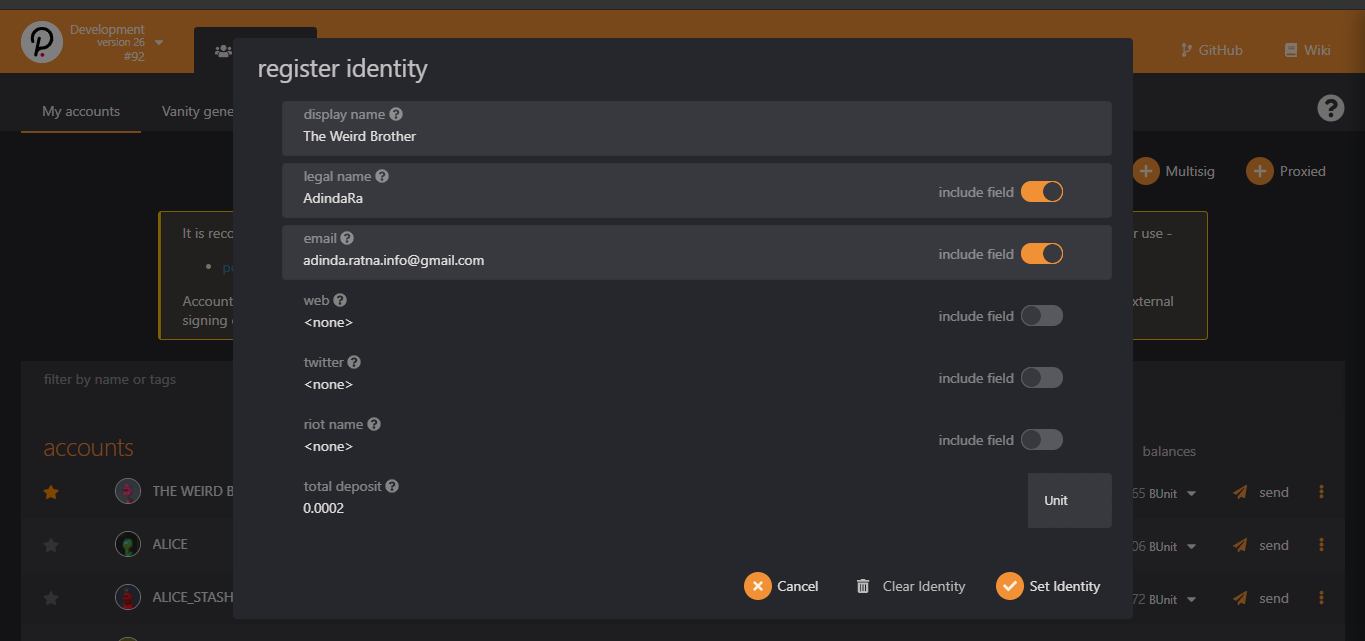 Development
version 26
#92
GitHub
Wiki
My accounts
Vanity gene
Multisig
Proxied
register identity
display name
The Weird Brother
legal name
AdindaRa
include field
email
adinda.ratna.info@gmail.com
include field
web
<none>
include field
twitter
<none>
include field
riot name
<none>
include field
total deposit
0.0002
Unit
Cancel
Clear Identity
Set Identity
It is reco
r use -
Account
xternal
signing
filter by name or tags
accounts
balances
THE WEIRD B
65 BUnit
send
ALICE
06 BUnit
send
ALICE_STASH
72 BUnit
send